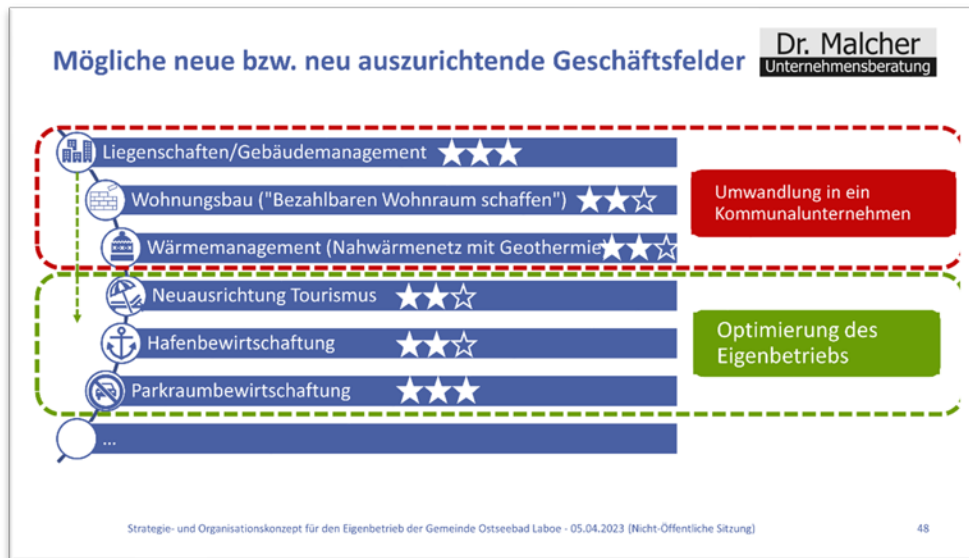 Mögliche neue bzw. neu auszurichtende Geschäftsfelder
Dr. Malcher
Unternehmensberatung
Liegenschaften/Gebäudemanagement
Wohnungsbau ("Bezahlbaren Wohnraum schaffen")
Wärmemanagement (Nahwärmenetz mit Geothermie
Umwandlung in ein
Kommunalunternehmen
Neuausrichtung Tourismus
Hafenbewirtschaftung
Parkraumbewirtschaftung
Optimierung des
Eigenbetriebs
...
Strategie- und Organisationskonzept für den Eigenbetrieb der Gemeinde Ostseebad Laboe - 05.04.2023 (Nicht-Öffentliche Sitzung)
48